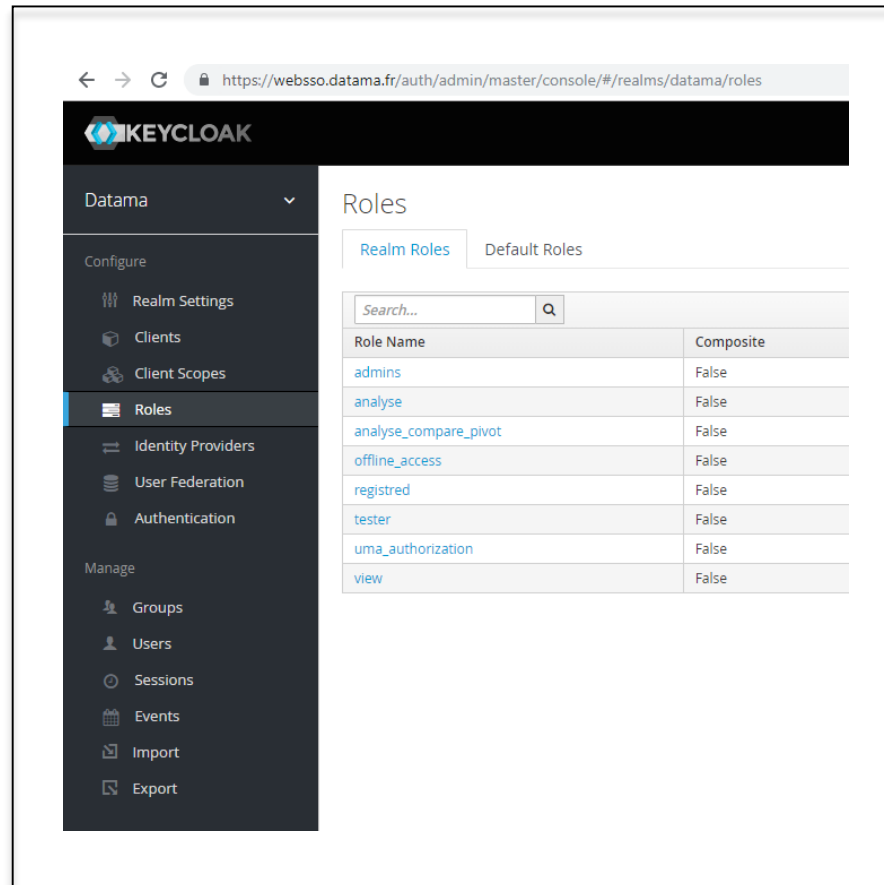 https://websso.datama.fr/auth/admin/master/console/#/realms/datama/roles
KEYCLOAK
Datama
Configure
Realm Settings
Clients
Client Scopes
Roles
Identity Providers
User Federation
Authentication
Manage
Groups
Users
Sessions
Events
Import
Export
Roles
Realm Roles Default Roles
Search...
Role Name Composite
admins False
analyse False
analyse_compare_pivot False
offline_access False
registred False
tester False
uma_authorization False
view False